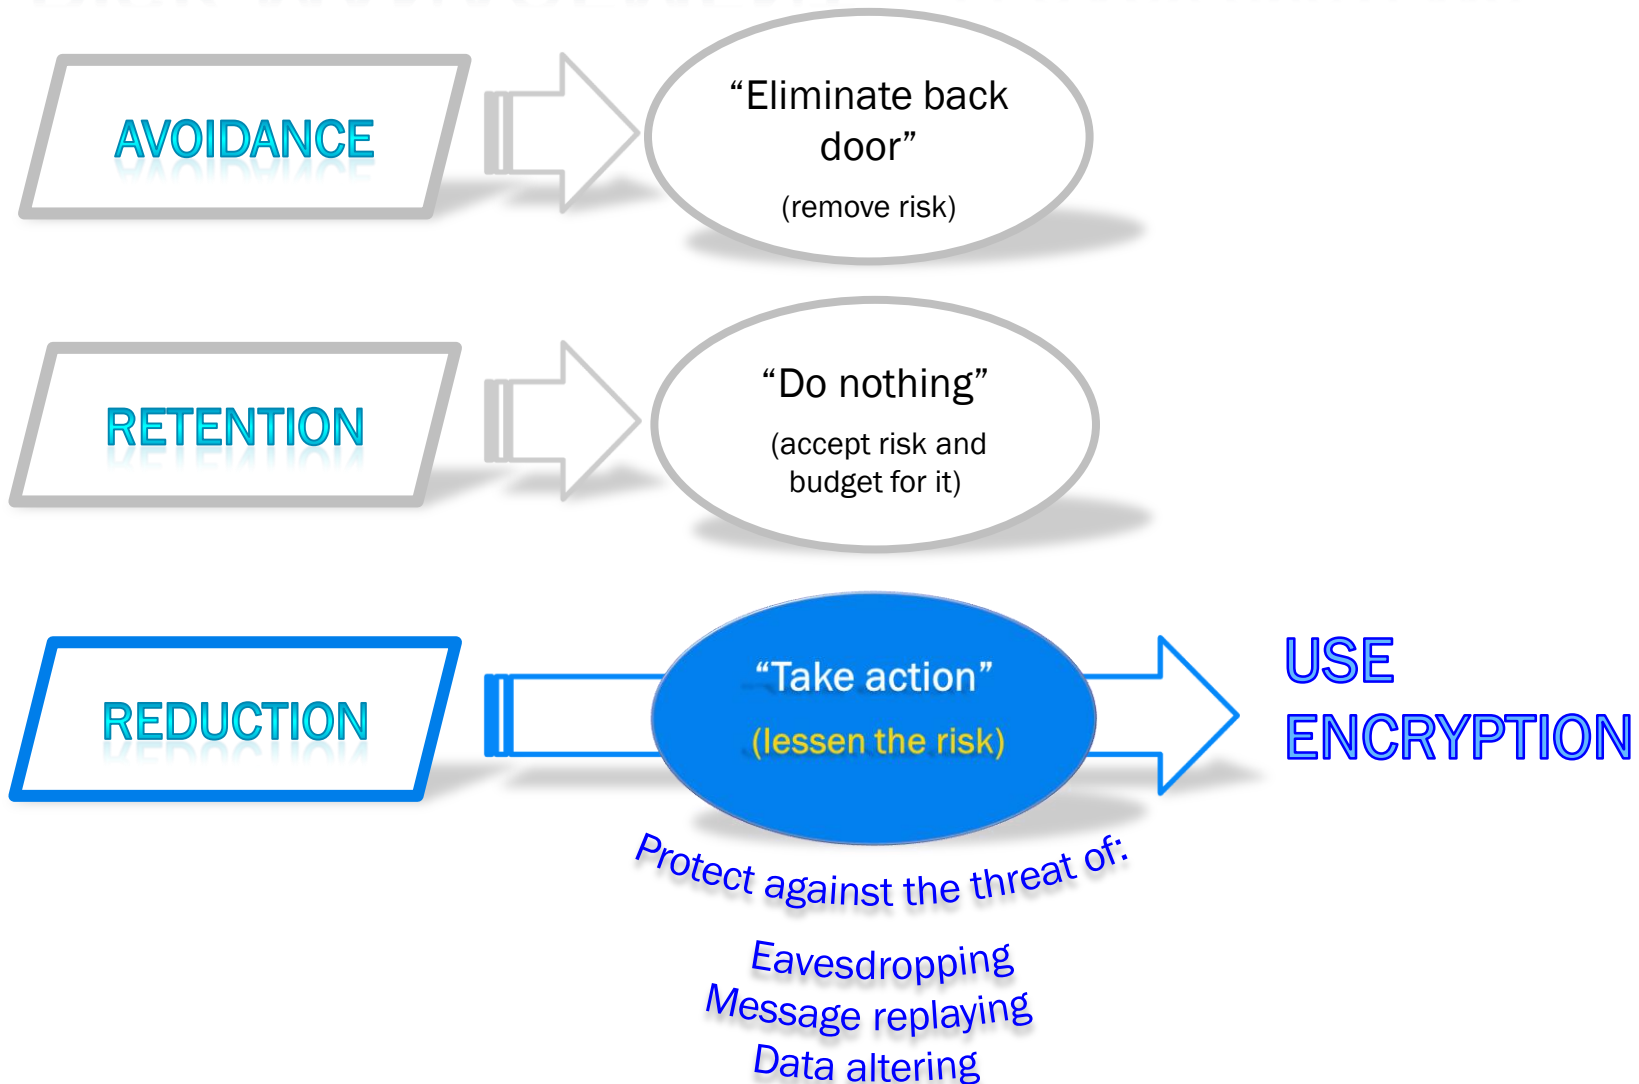 AVOIDANCE
“Eliminate back
door”
(remove risk)
RETENTION
“Do nothing”
(accept risk and
budget for it)
REDUCTION
“Take action”
(lessen the risk)
USE
ENCRYPTION
Protect against the threat of:
Eavesdropping
Message replaying
Data altering